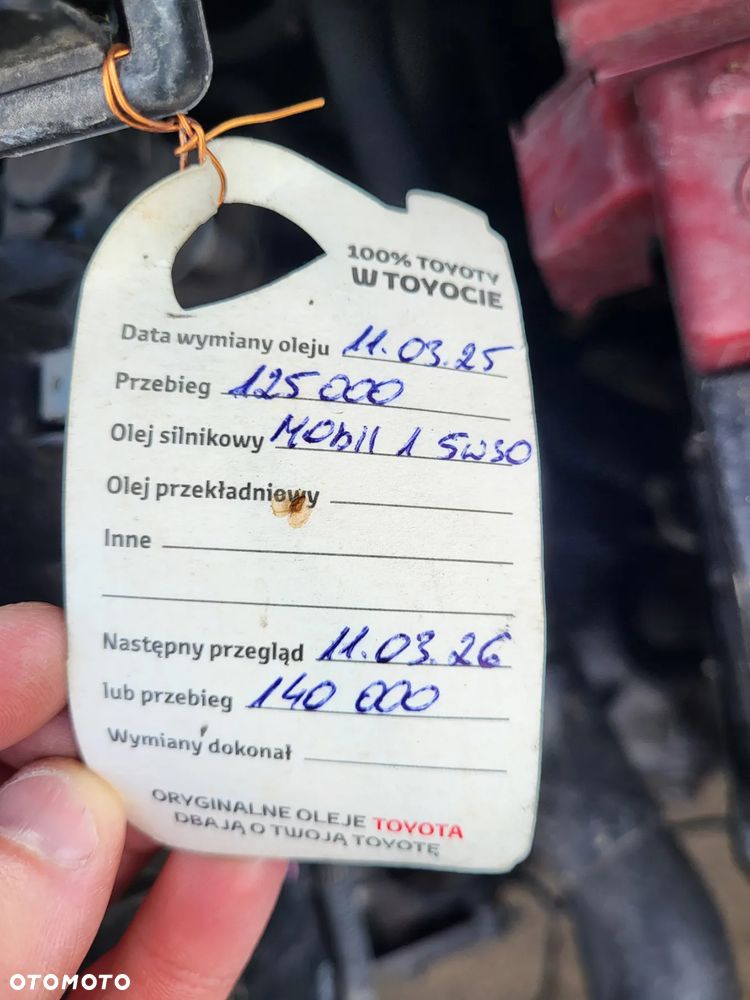 100% TOYOTY
W TOYOCIE
Data wymiany oleju 11.03.25
Przebieg 125 000
Olej silnikowy Mobil 1 5w30
Olej przekładniowy
Inne
Następny przegląd 11.03.26
lub przebieg 140 000
Wymiany dokonał
ORYGINALNE OLEJE TOYOTA
DBAJĄ O TWOJĄ TOYOTĘ
OTOMOTO